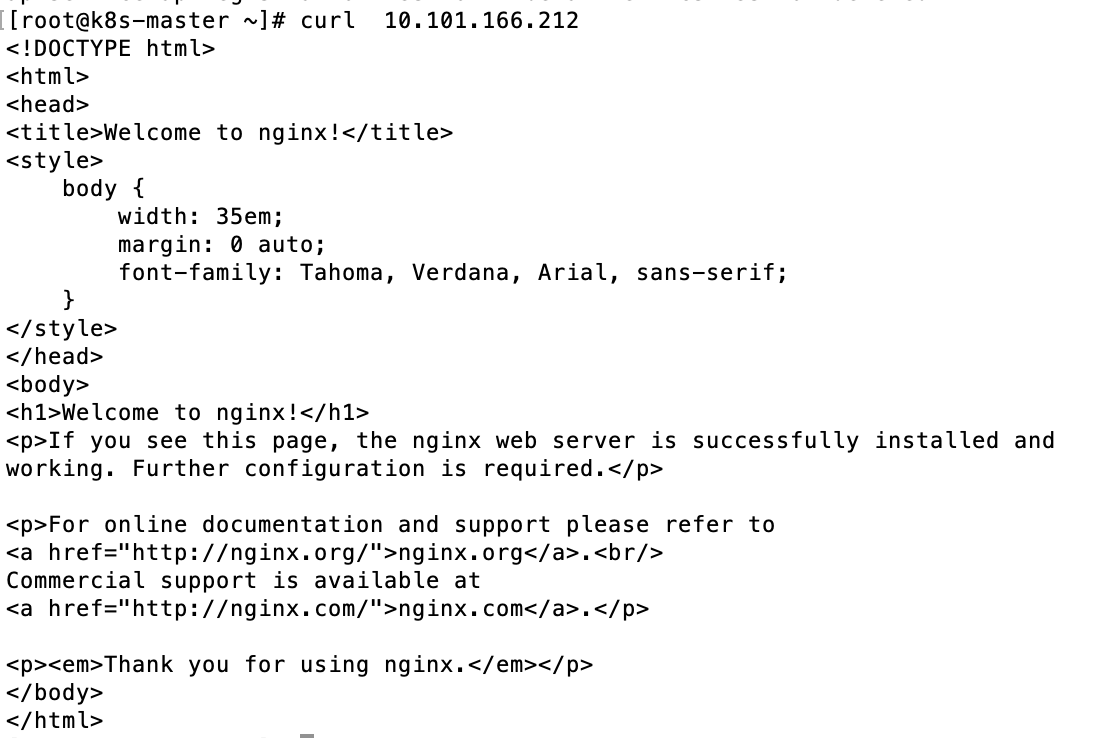 [[root@k8s-master ~]# curl  10.101.166.212
<!DOCTYPE html>
<html>
<head>
<title>Welcome to nginx!</title>
<style>
    body {
        width: 35em;
        margin: 0 auto;
        font-family: Tahoma, Verdana, Arial, sans-serif;
    }
</style>
</head>
<body>
<h1>Welcome to nginx!</h1>
<p>If you see this page, the nginx web server is successfully installed and
working. Further configuration is required.</p>

<p>For online documentation and support please refer to
<a href="http://nginx.org/">nginx.org</a>.<br/>
Commercial support is available at
<a href="http://nginx.com/">nginx.com</a>.</p>

<p><em>Thank you for using nginx.</em></p>
</body>
</html>